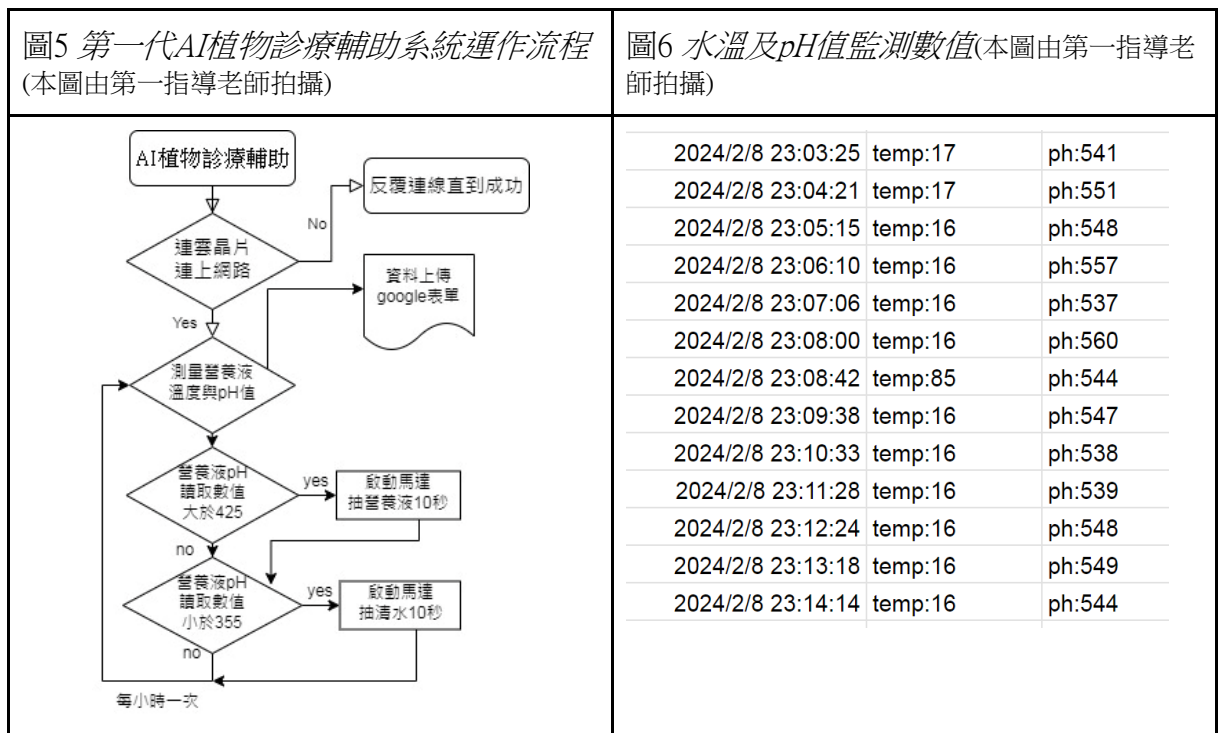 圖5 第一代AI植物診療輔助系統運作流程
(本圖由第一指導老師拍攝)
圖6 水溫及pH值監測數值(本圖由第一指導老
師拍攝)
AI植物診療輔助
反覆連線直到成功
No
連雲晶片
連上網路
資料上傳
google表單
Yes
測量營養液
溫度與pH值
營養液pH
讀取數值
大於425
yes
啟動馬達
抽營養液10秒
no
營養液pH
讀取數值
小於355
yes
啟動馬達
抽清水10秒
no
每小時一次
2024/2/8 23:03:25 temp:17 ph:541
2024/2/8 23:04:21 temp:17 ph:551
2024/2/8 23:05:15 temp:16 ph:548
2024/2/8 23:06:10 temp:16 ph:557
2024/2/8 23:07:06 temp:16 ph:537
2024/2/8 23:08:00 temp:16 ph:560
2024/2/8 23:08:42 temp:85 ph:544
2024/2/8 23:09:38 temp:16 ph:547
2024/2/8 23:10:33 temp:16 ph:538
2024/2/8 23:11:28 temp:16 ph:539
2024/2/8 23:12:24 temp:16 ph:548
2024/2/8 23:13:18 temp:16 ph:549
2024/2/8 23:14:14 temp:16 ph:544